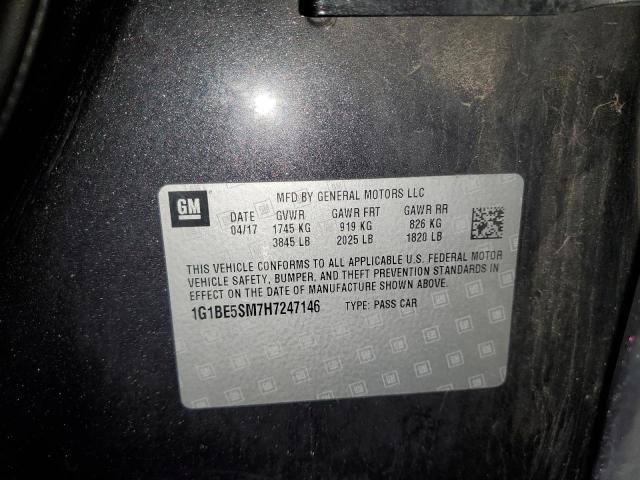 GM
MFD BY GENERAL MOTORS LLC
DATE GVWR GAWR FRT GAWR RR
04/17 1745 KG 919 KG 826 KG
3845 LB 2025 LB 1820 LB
THIS VEHICLE CONFORMS TO ALL APPLICABLE U.S. FEDERAL MOTOR
VEHICLE SAFETY, BUMPER, AND THEFT PREVENTION STANDARDS IN
EFFECT ON THE DATE OF MANUFACTURE SHOWN ABOVE.
1G1BE5SM7H7247146 TYPE: PASS CAR